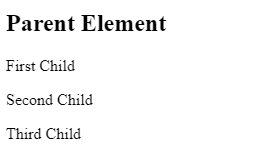 Parent Element
First Child
Second Child
Third Child